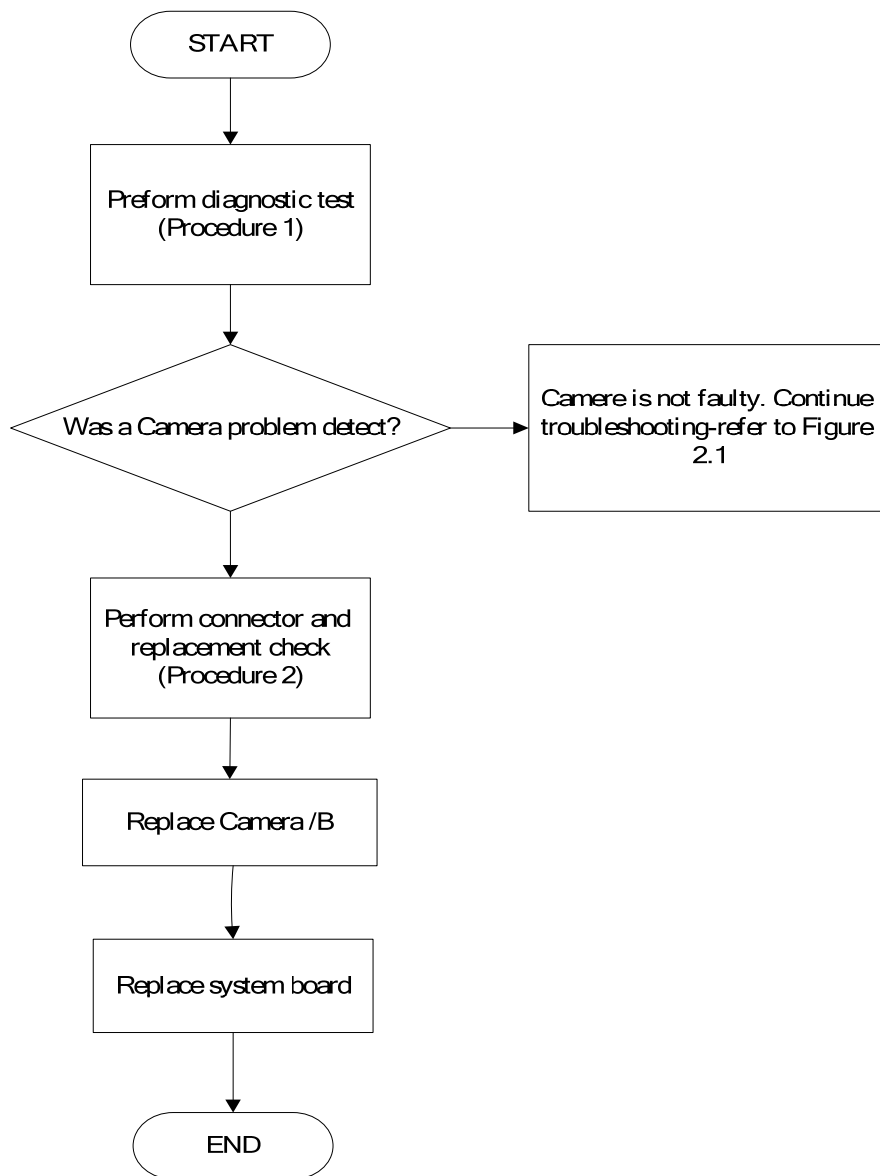 START
Preform diagnostic test
(Procedure 1)
Was a Camera problem detect?
Camere is not faulty. Continue
troubleshooting-refer to Figure
2.1
Perform connector and
replacement check
(Procedure 2)
Replace Camera /B
Replace system board
END